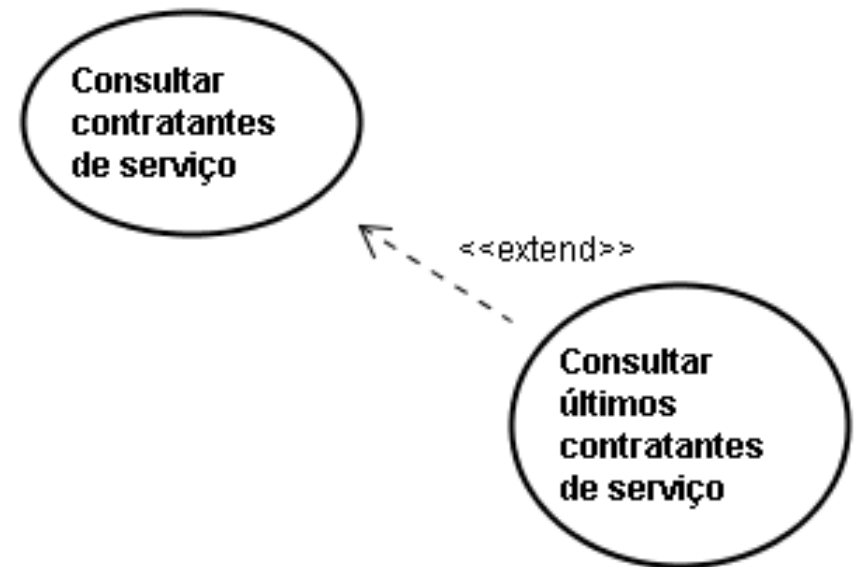 Consultar
contratantes
de serviço
<<extend>>
Consultar
últimos
contratantes
de serviço